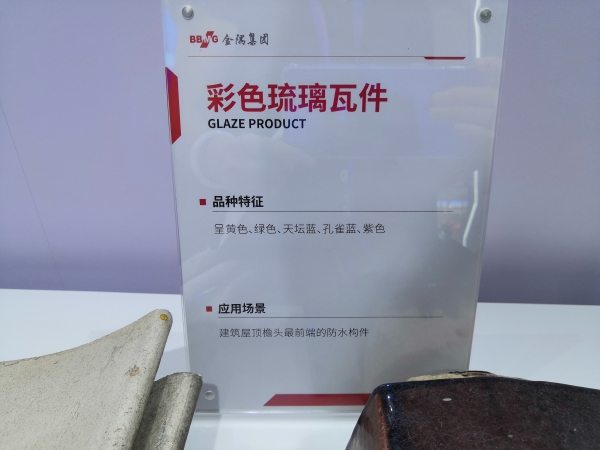 BBMG 金隅集团
彩色琉璃瓦件
GLAZE PRODUCT
品种特征
呈黄色、绿色、天坛蓝、孔雀蓝、紫色
应用场景
建筑屋顶檐头最前端的防水构件